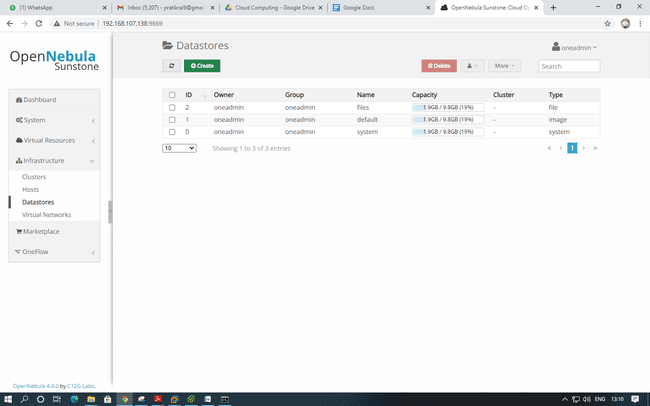 (1) WhatsApp
Inbox (5,207) - pratikrai9@gmai
Cloud Computing - Google Drive
Google Docs
OpenNebula Sunstone: Cloud Op
Not secure | 192.168.107.138:9869
OpenNebula
Sunstone
Datastores
oneadmin
Create
Delete
More
Search
Dashboard
System
Virtual Resources
Infrastructure
Clusters
Hosts
Datastores
Virtual Networks
Marketplace
OneFlow
ID Owner Group Name Capacity Cluster Type
2 oneadmin oneadmin files 1.9GB / 9.8GB (19%) - file
1 oneadmin oneadmin default 1.9GB / 9.8GB (19%) - image
0 oneadmin oneadmin system 1.9GB / 9.8GB (19%) - system
10 Showing 1 to 3 of 3 entries
« ‹ 1 › »
OpenNebula 4.4.0 by C12G Labs.
ENG 13:10